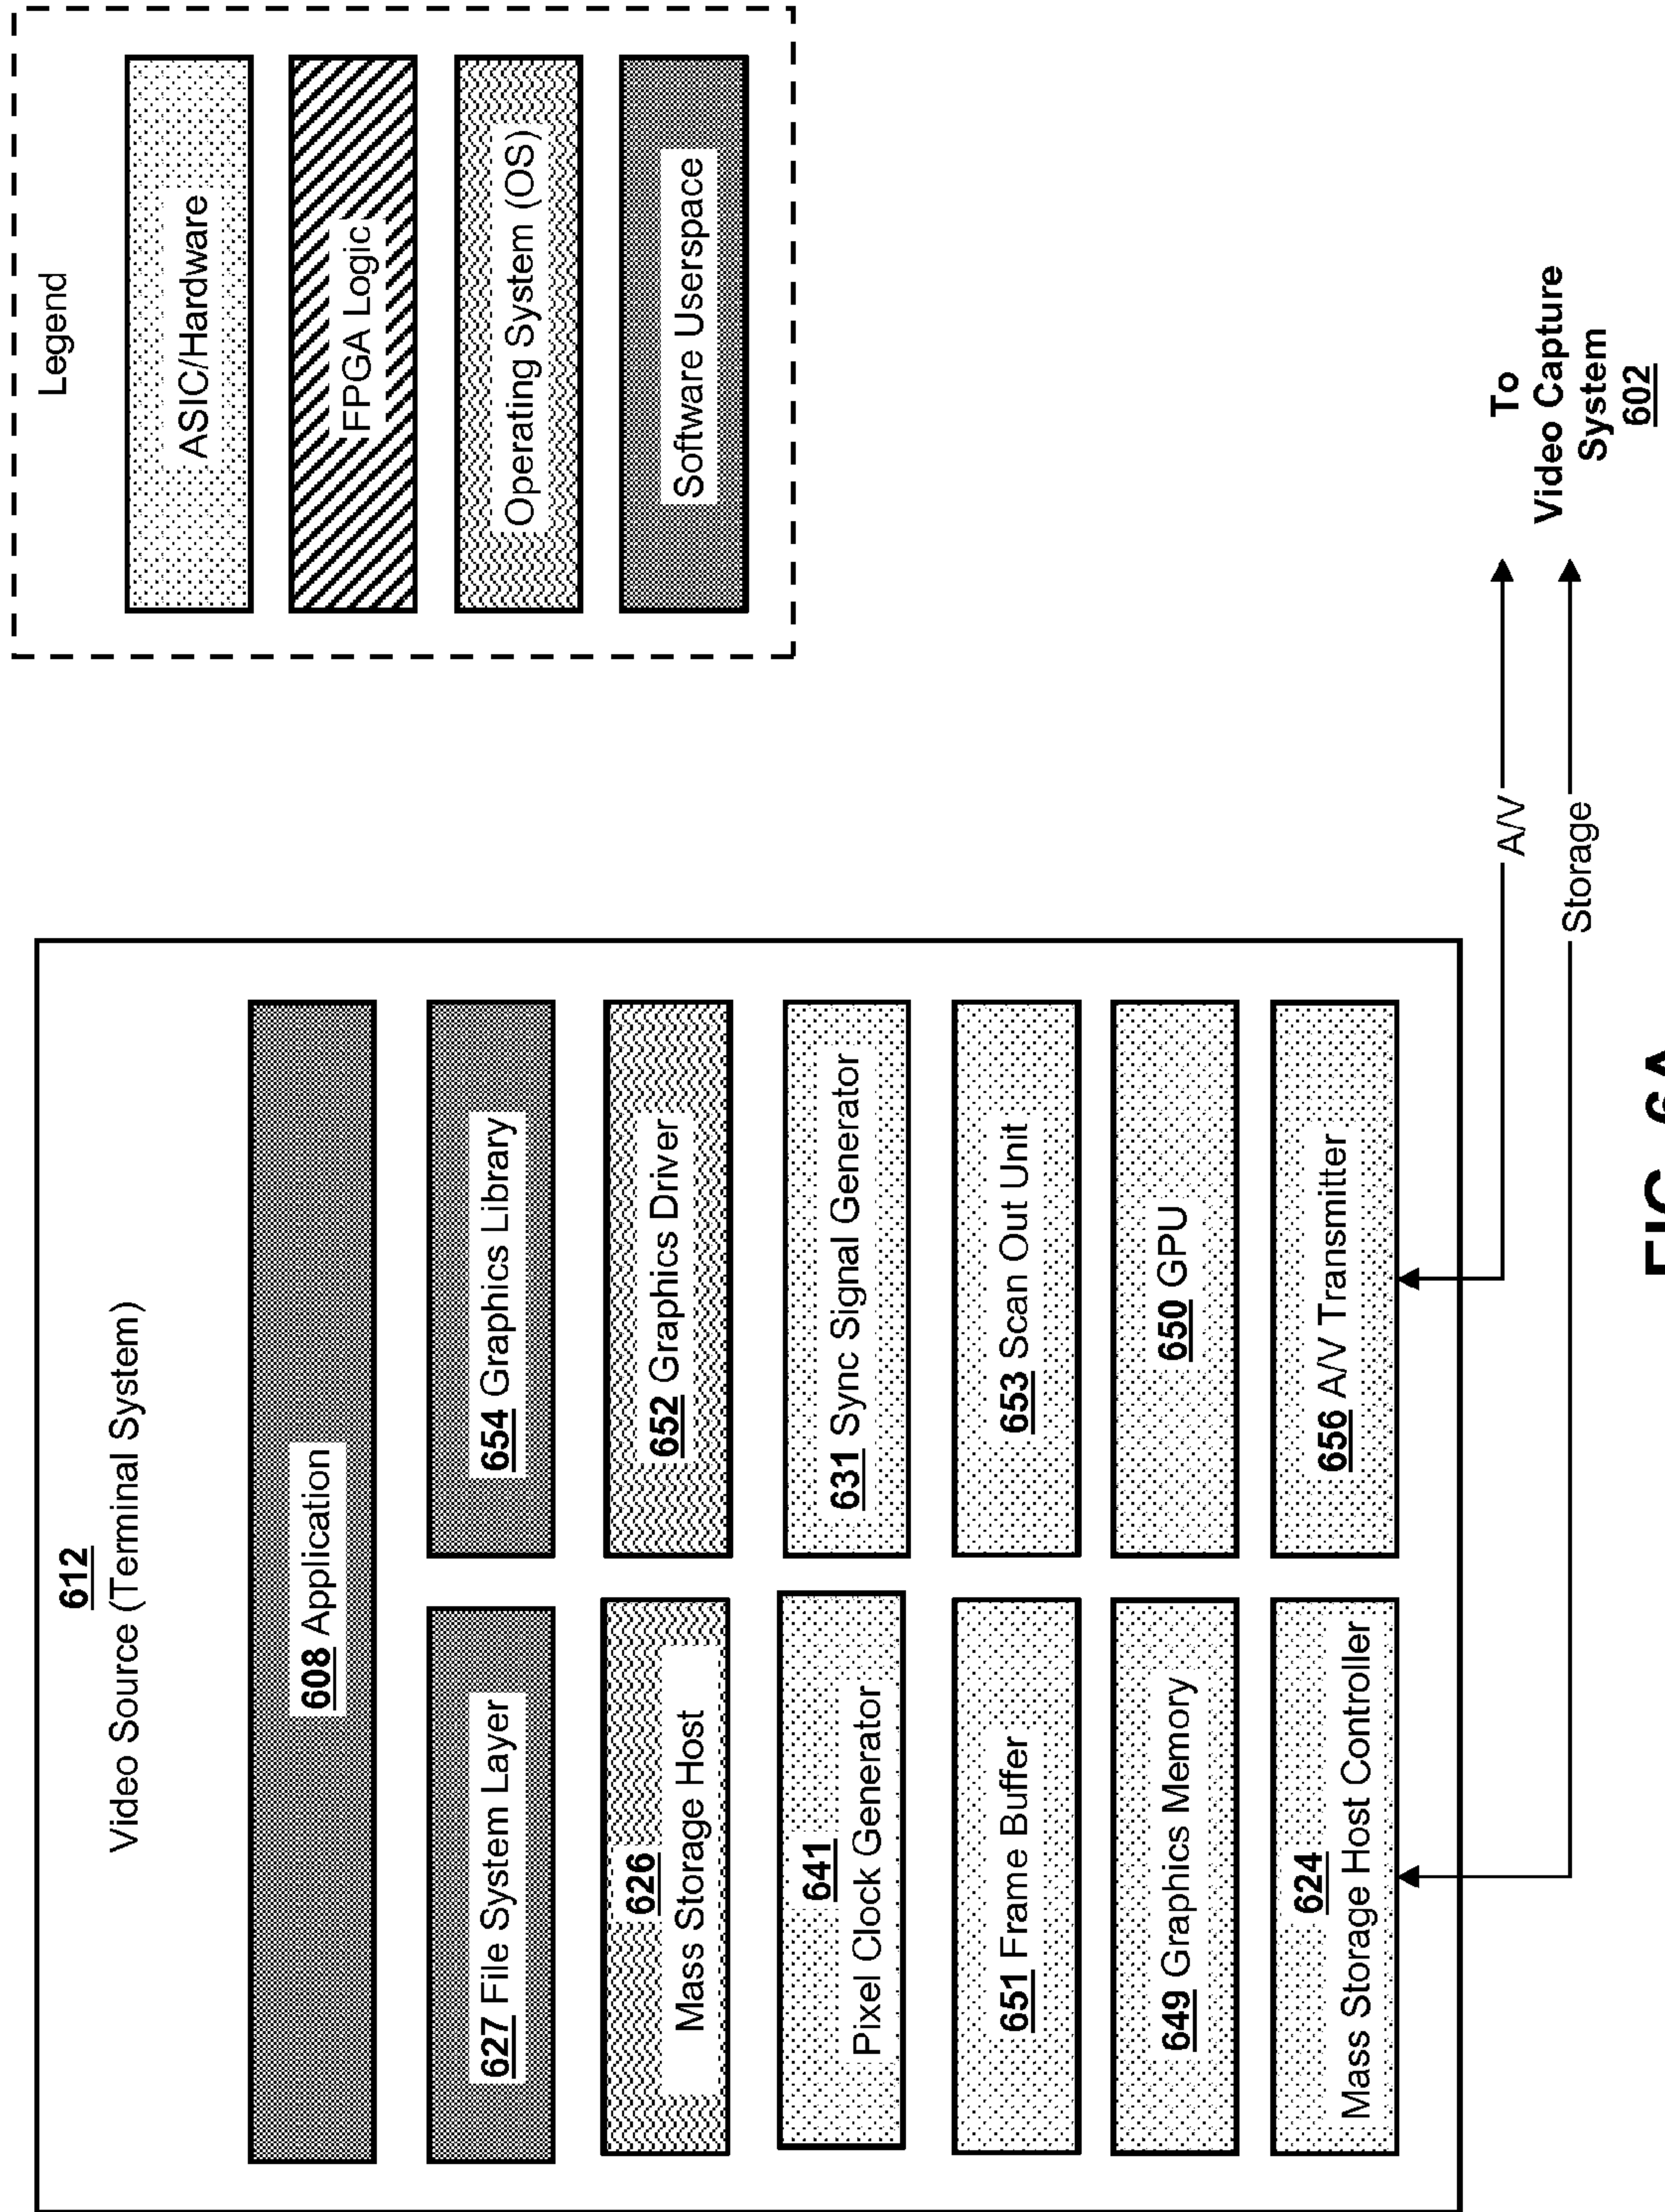 612
Video Source (Terminal System)
608 Application
627 File System Layer
654 Graphics Library
626
Mass Storage Host
652 Graphics Driver
641
Pixel Clock Generator
631 Sync Signal Generator
651 Frame Buffer
653 Scan Out Unit
649 Graphics Memory
650 GPU
624
Mass Storage Host Controller
656 A/V Transmitter
A/V
Storage
To
Video Capture
System
602
Legend
ASIC/Hardware
FPGA Logic
Operating System (OS)
Software Userspace
FIG. 6A